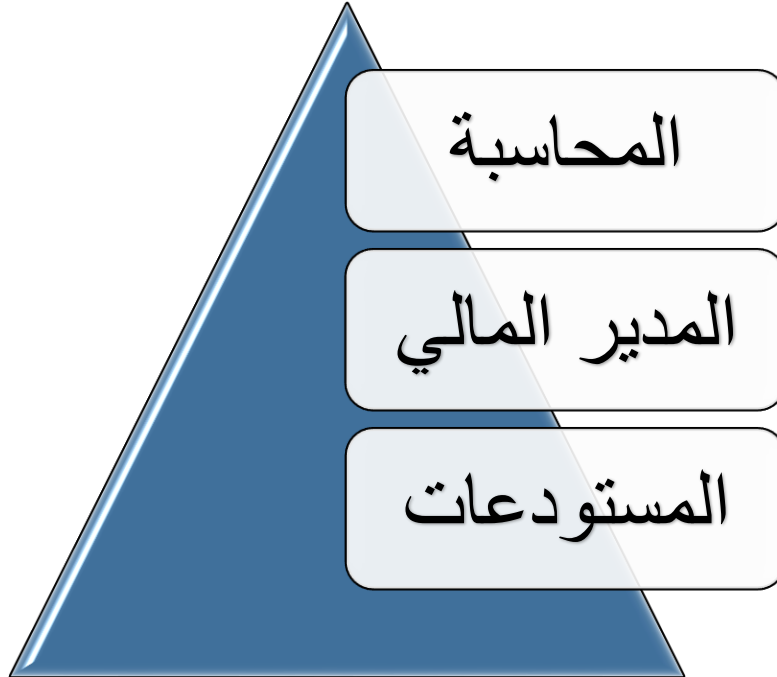 المحاسبة
المدير المالي
المستودعات